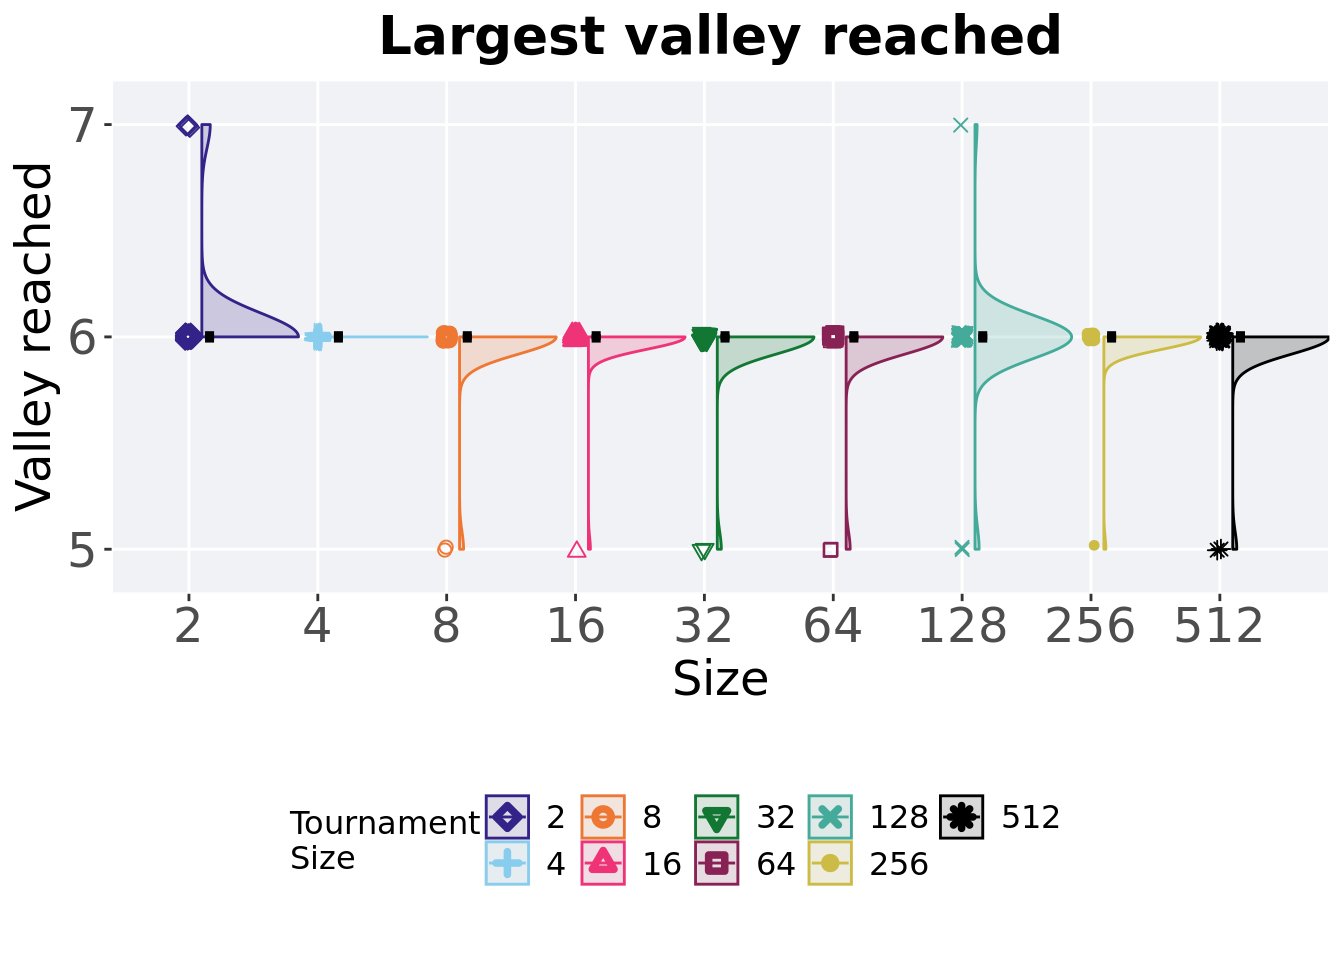 Largest valley reached
Valley reached
7
6
5
2 4 8 16 32 64 128 256 512
Size
Tournament
Size
2 8 32 128 512
4 16 64 256